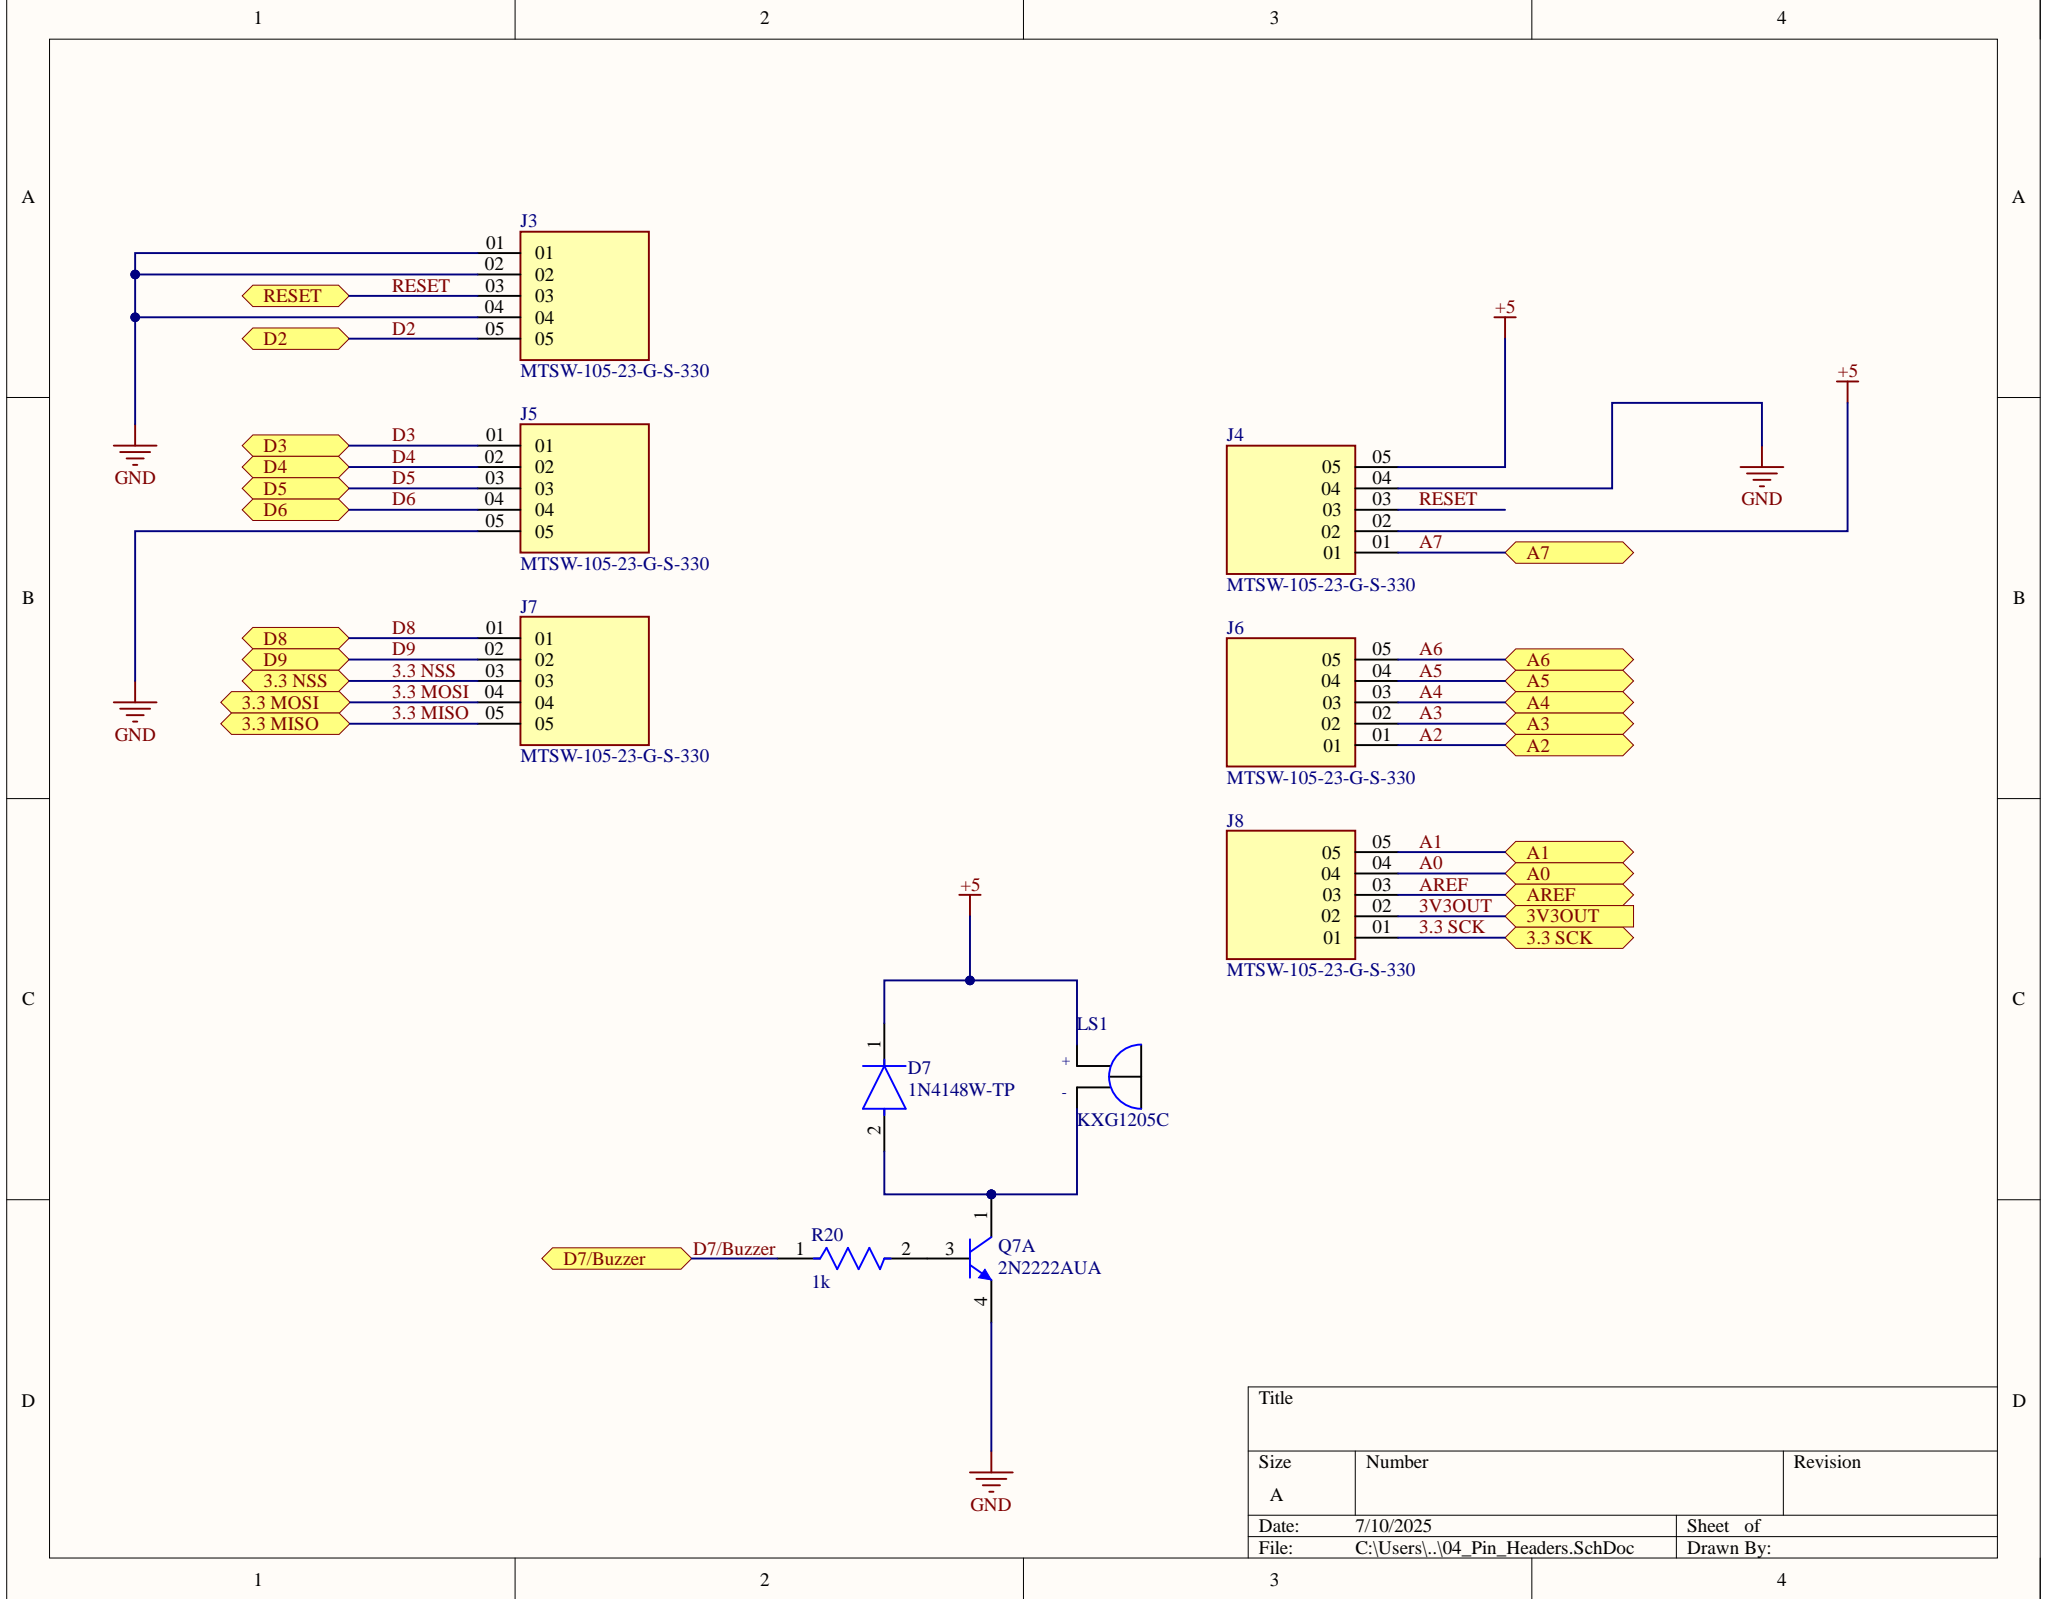 1 2 3 4
A A
J3
01 01
02 02
RESET RESET 03 03
04 04
D2 D2 05 05
MTSW-105-23-G-S-330
GND
J5
D3 D3 01 01
D4 D4 02 02
D5 D5 03 03
D6 D6 04 04
05 05
MTSW-105-23-G-S-330
B
J7
D8 D8 01 01
D9 D9 02 02
3.3 NSS 3.3 NSS 03 03
3.3 MOSI 3.3 MOSI 04 04
3.3 MISO 3.3 MISO 05 05
MTSW-105-23-G-S-330
GND
+5
+5
J4
05 05
04 04
GND
03 03 RESET
02 02
01 01 A7 A7
MTSW-105-23-G-S-330
B
J6
05 05 A6 A6
04 04 A5 A5
03 03 A4 A4
02 02 A3 A3
01 01 A2 A2
MTSW-105-23-G-S-330
J8
05 05 A1 A1
04 04 A0 A0
03 03 AREF AREF
02 02 3V3OUT 3V3OUT
01 01 3.3 SCK 3.3 SCK
MTSW-105-23-G-S-330
C C
+5
LS1
1
+
D7
1N4148W-TP
-
2
KXG1205C
1
D7/Buzzer D7/Buzzer 1 R20 2 3 Q7A
1k 2N2222AUA
4
GND
D D
Title
Size Number Revision
A
Date: 7/10/2025 Sheet of
File: C:\Users\..\04_Pin_Headers.SchDoc Drawn By:
1 2 3 4